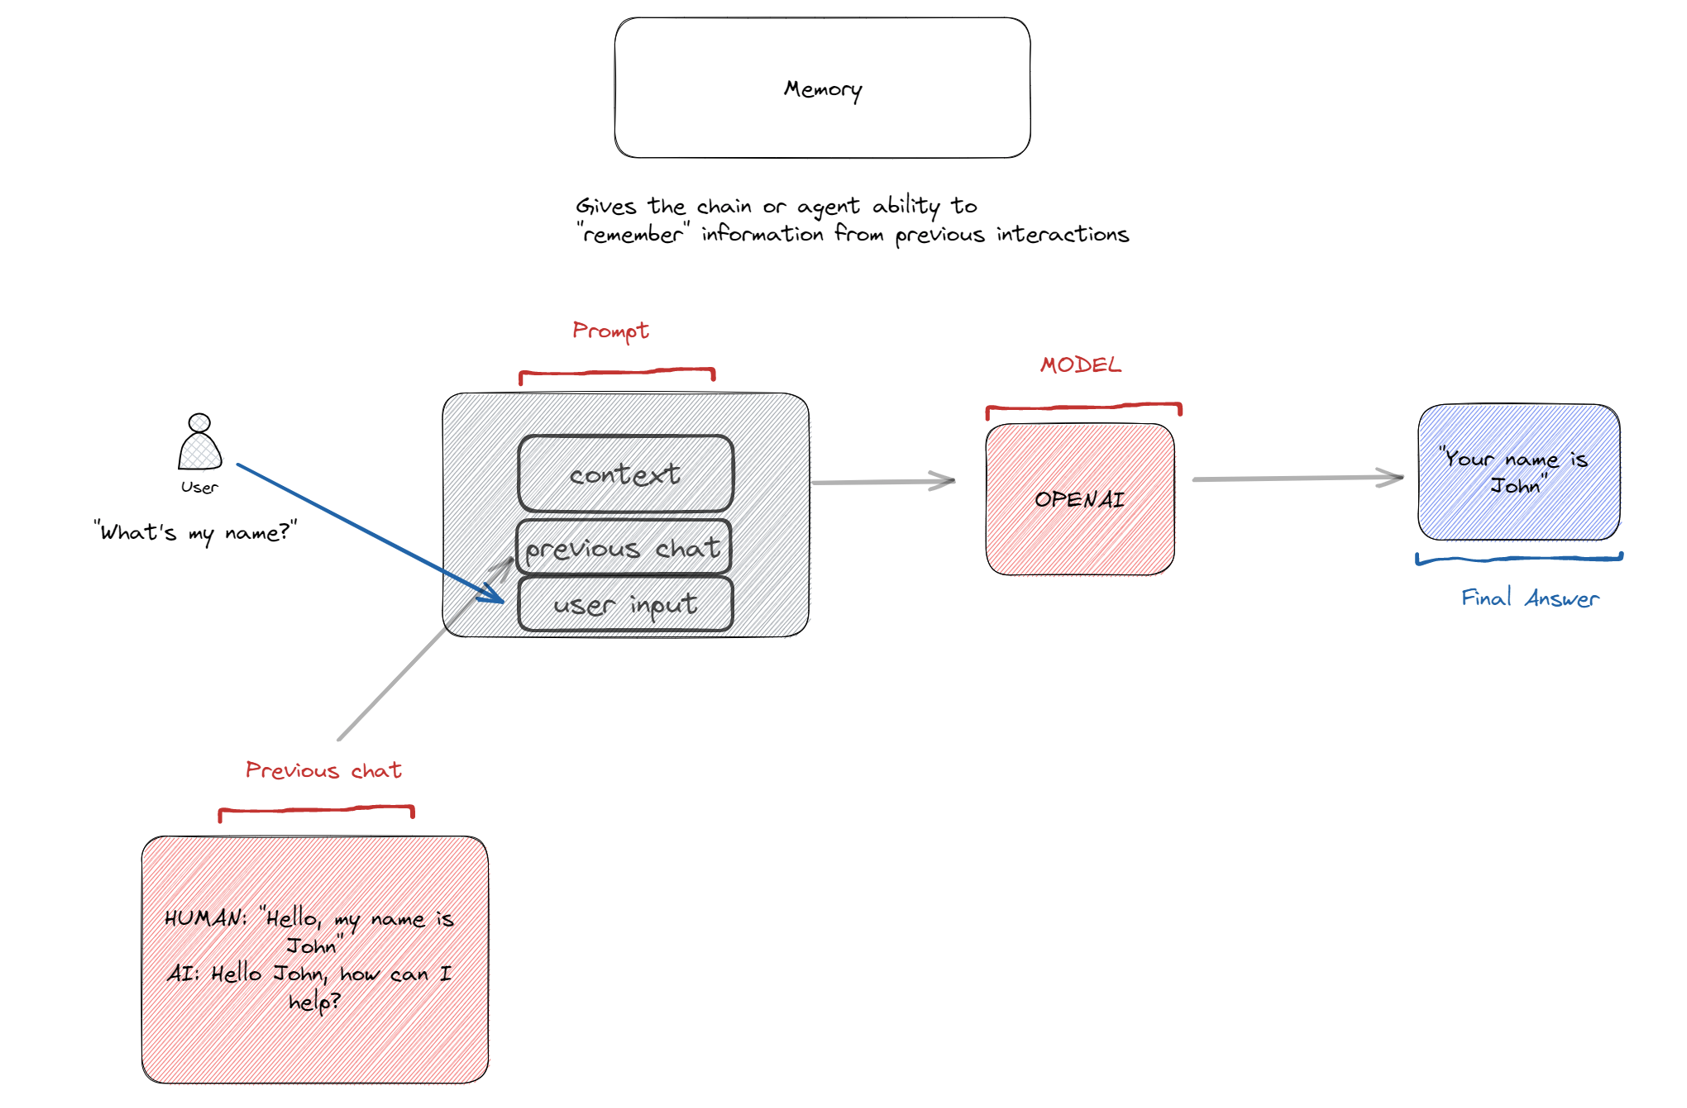 Memory
Gives the chain or agent ability to
"remember" information from previous interactions
Prompt
MODEL
User
"What's my name?"
context
previous chat
user input
OPENAI
"Your name is
John"
Final Answer
Previous chat
HUMAN: "Hello, my name is
John"
AI: Hello John, how can I
help?